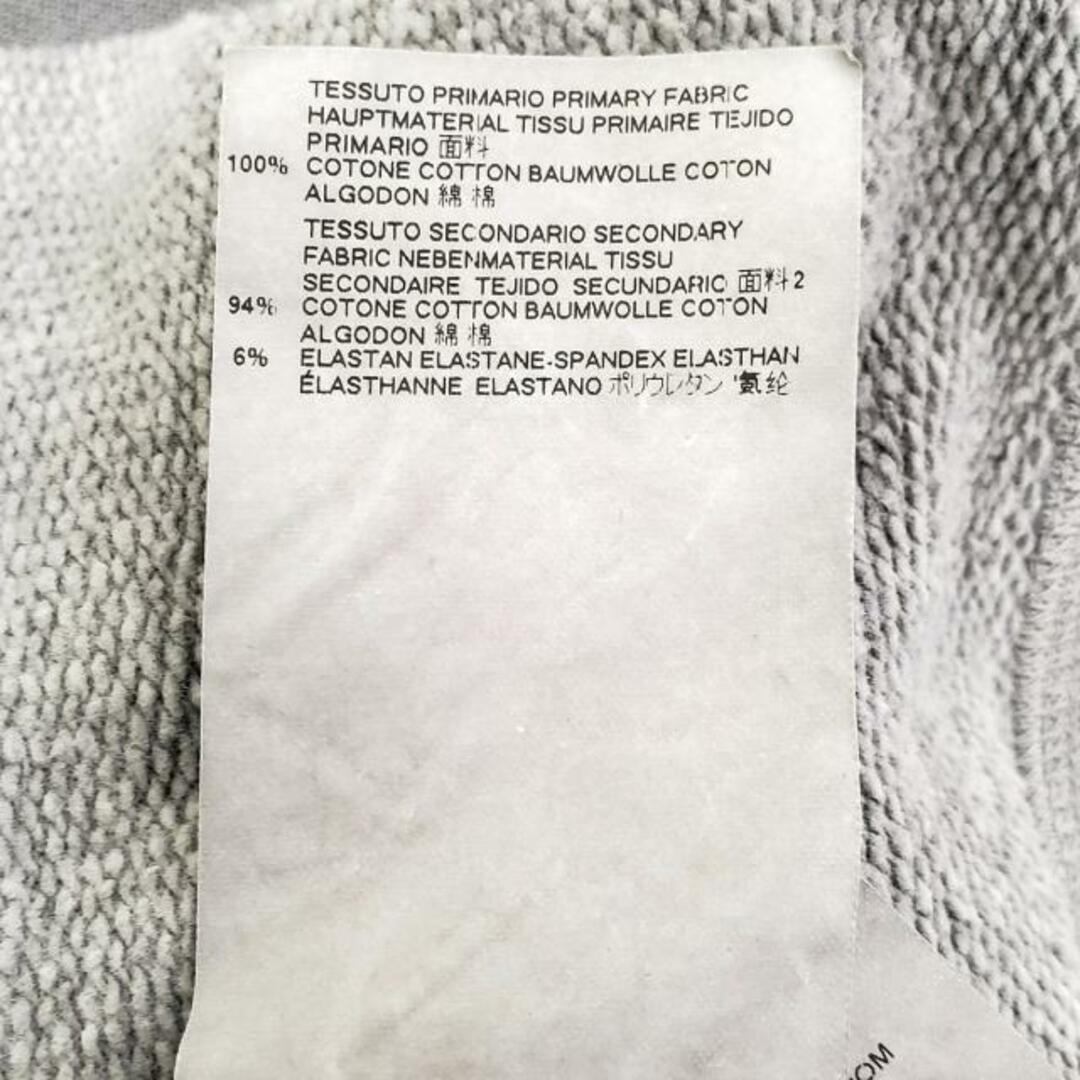 TESSUTO PRIMARIO PRIMARY FABRIC
HAUPTMATERIAL TISSU PRIMAIRE TEJIDO
PRIMARIO 面料
100% COTONE COTTON BAUMWOLLE COTON
ALGODON 綿 棉
TESSUTO SECONDARIO SECONDARY
FABRIC NEBENMATERIAL TISSU
SECONDAIRE TEJIDO SECUNDARIO 面料2
94% COTONE COTTON BAUMWOLLE COTON
ALGODON 綿 棉
6% ELASTAN ELASTANE-SPANDEX ELASTHAN
ÉLASTHANNE ELASTANO ポリウレタン 氨纶